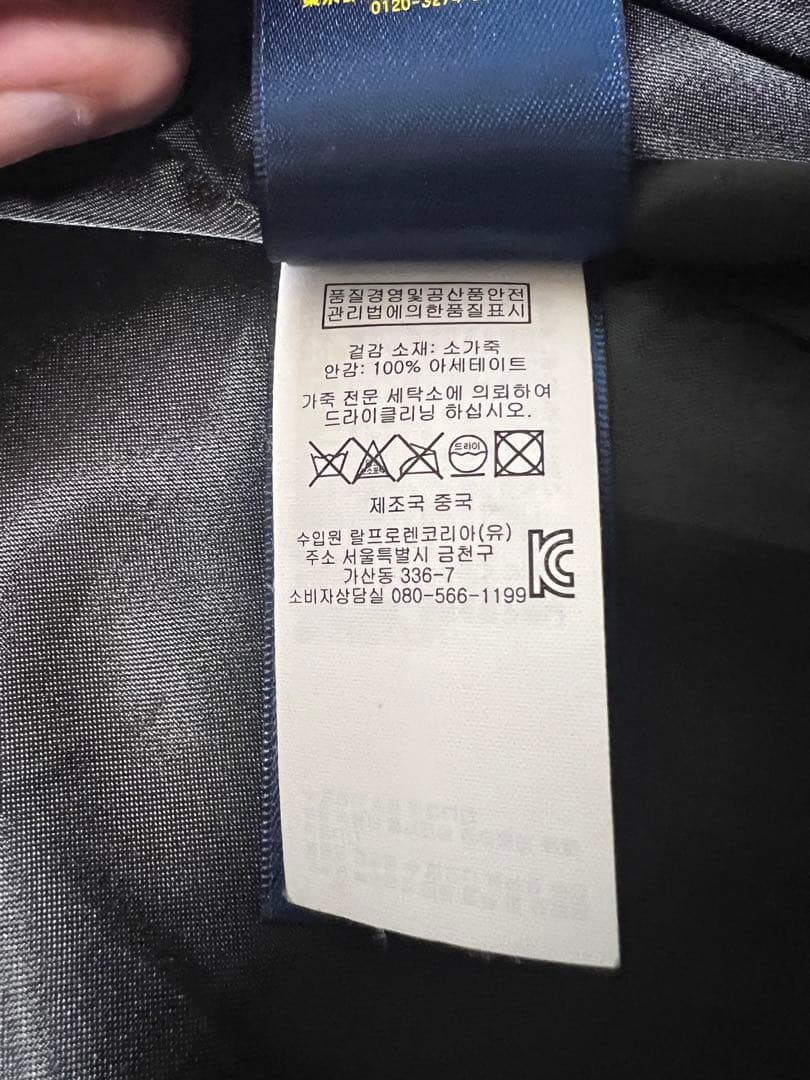 0120-3274-
품질경영및공산품안전
관리법에의한품질표시
겉감 소재: 소가죽
안감: 100% 아세테이트
가죽 전문 세탁소에 의뢰하여
드라이클리닝 하십시오.
드라이
제조국 중국
수입원 랄프로렌코리아(유)
주소 서울특별시 금천구
가산동 336-7
소비자상담실 080-566-1199